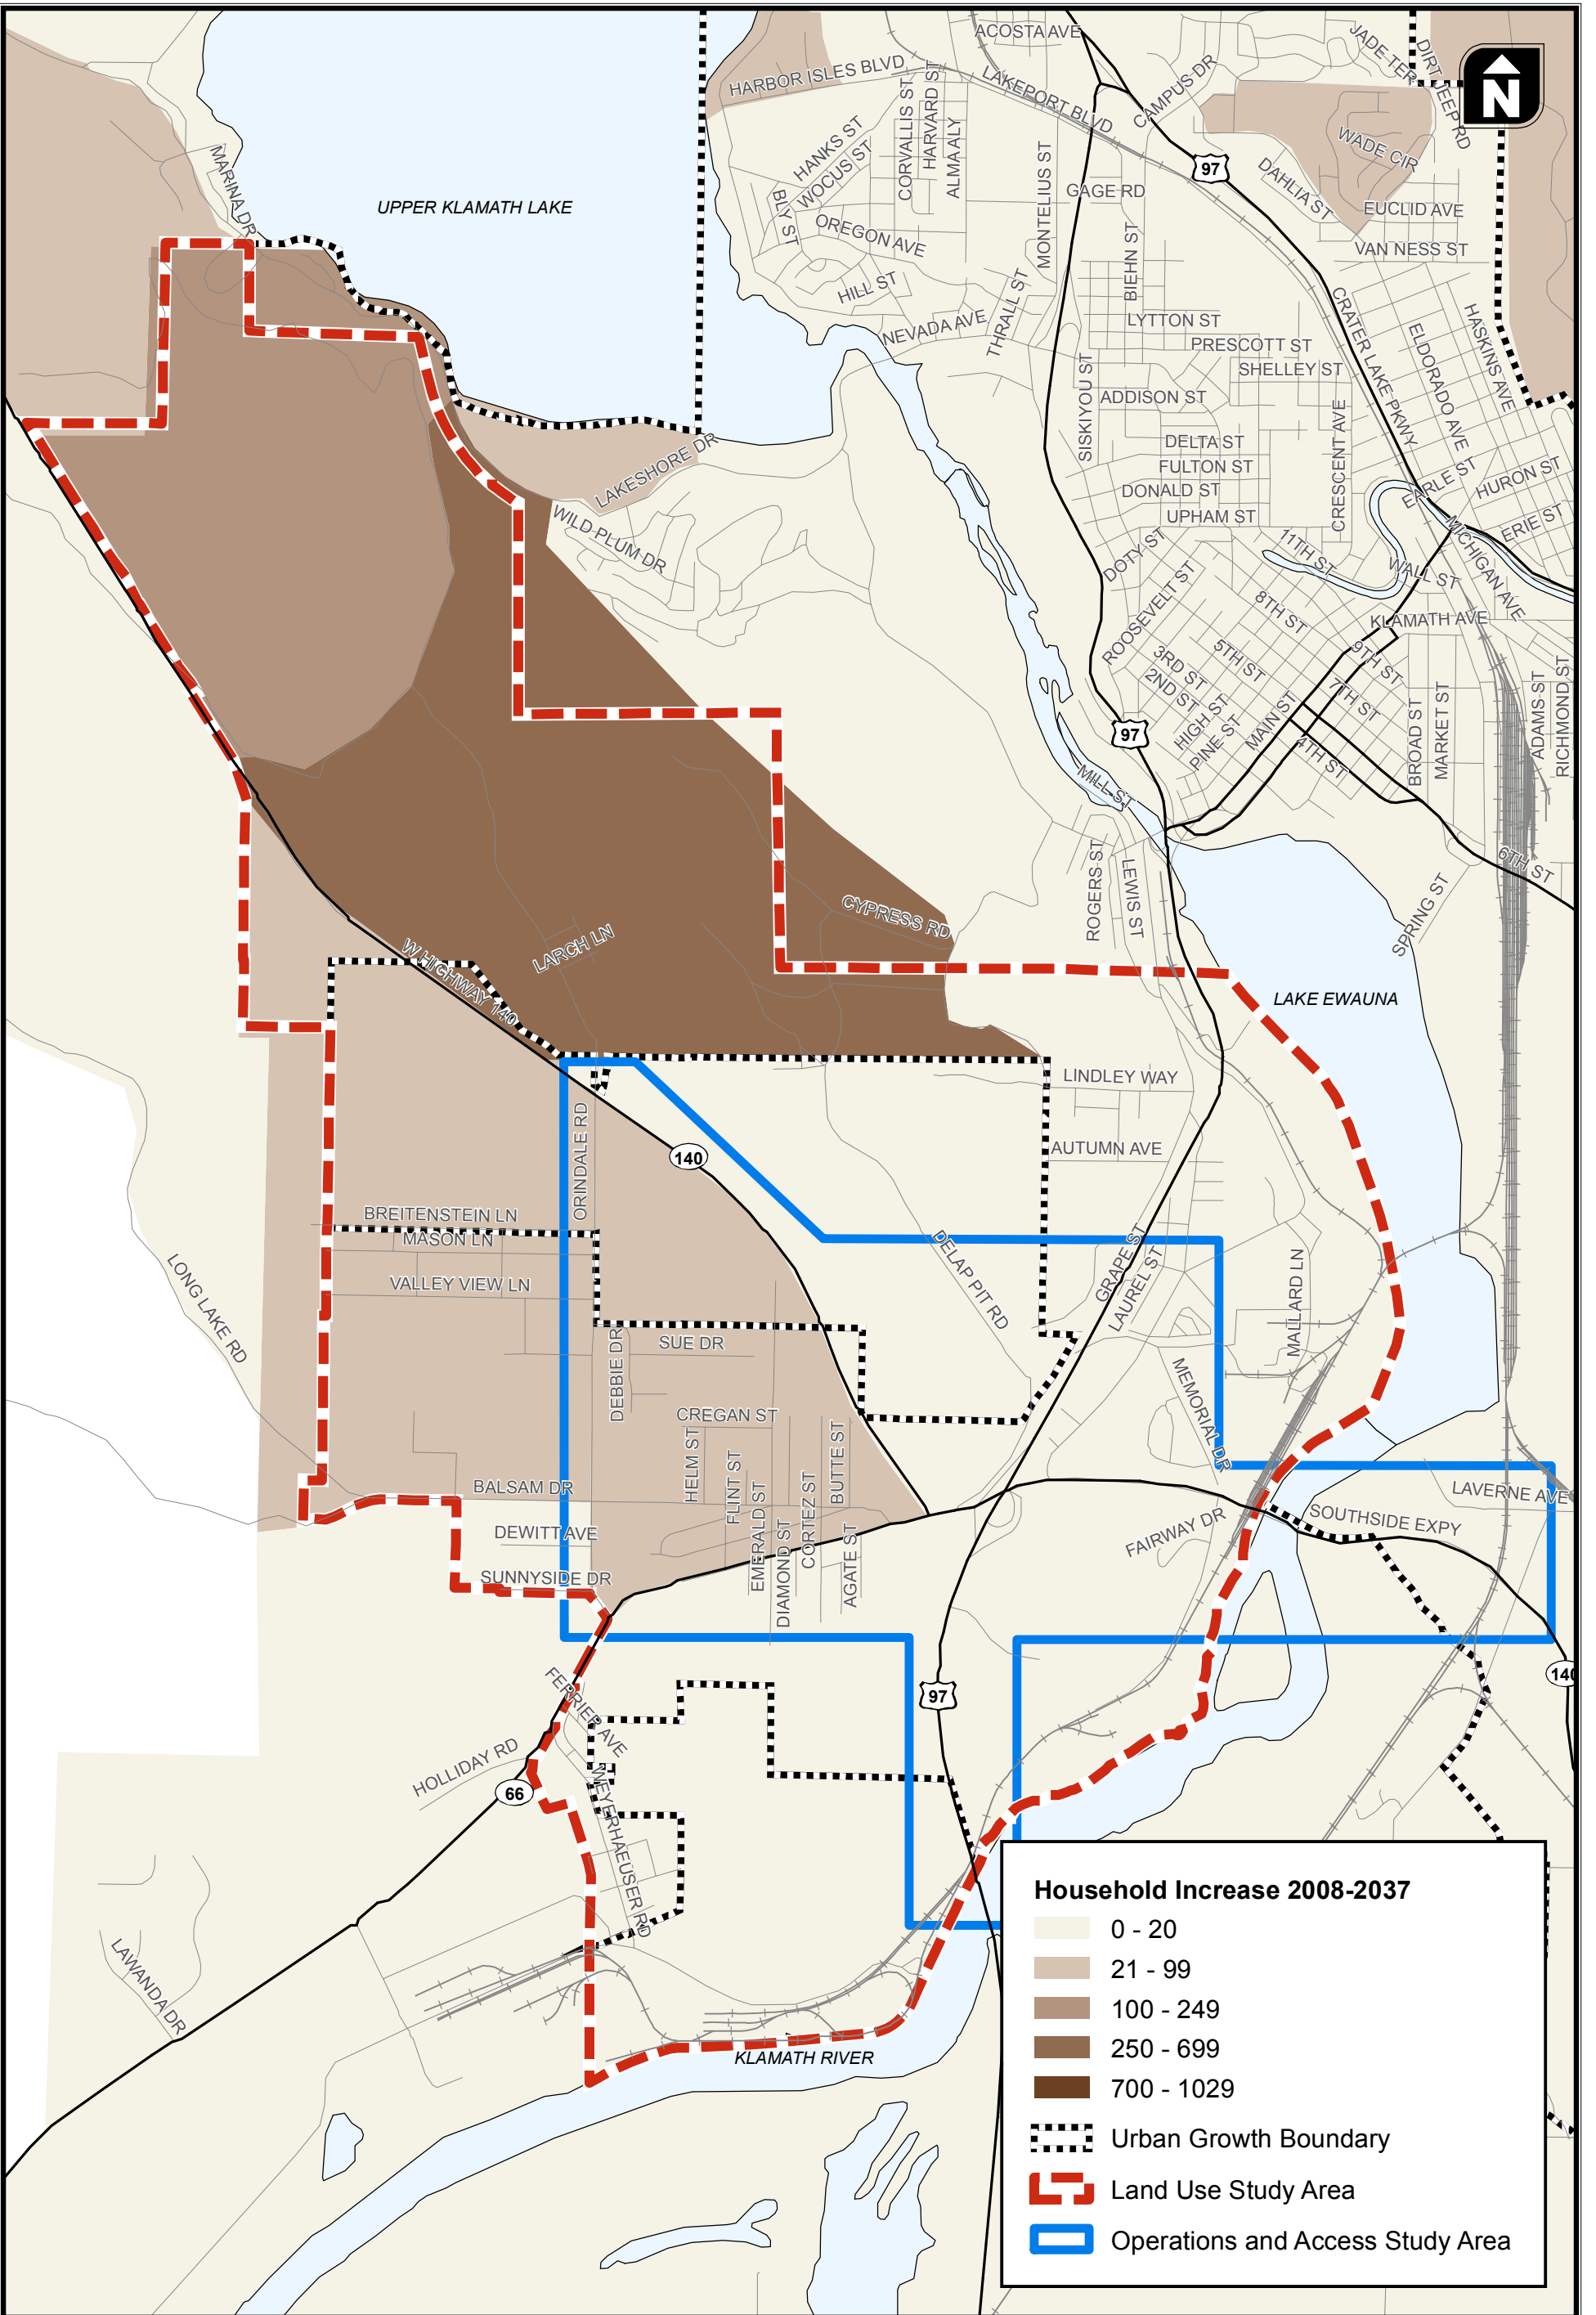 ACOSTA AVE
JADE TER
DIRT JEEP RD
N
HARBOR ISLES BLVD
LAKEPORT BLVD
CAMPUS DR
CORVALLIS ST
HARVARD ST
ALMA ALY
HANKS ST
WOCUS ST
WADE CIR
MARINA DR
UPPER KLAMATH LAKE
BLY ST
OREGON AVE
MONTELIUS ST
GAGE RD
97
DAHLIA ST
EUCLID AVE
VAN NESS ST
BIEHN ST
HILL ST
NEVADA AVE
THRALL ST
LYTTON ST
PRESCOTT ST
SHELLEY ST
CRATER LAKE PKWY
ELDORADO AVE
HASKINS AVE
SISKIYOU ST
ADDISON ST
CRESCENT AVE
LAKESHORE DR
DELTA ST
FULTON ST
DONALD ST
UPHAM ST
EARLE ST
HURON ST
ERIE ST
WILD PLUM DR
DOTY ST
11TH ST
WALL ST
MICHIGAN AVE
ROOSEVELT ST
8TH ST
KLAMATH AVE
3RD ST
2ND ST
5TH ST
9TH ST
7TH ST
HIGH ST
PINE ST
MAIN ST
4TH ST
BROAD ST
MARKET ST
ADAMS ST
RICHMOND ST
97
MILL ST
ROGERS ST
LEWIS ST
6TH ST
SPRING ST
CYPRESS RD
LARCH LN
W HIGHWAY 140
LAKE EWAUNA
LINDLEY WAY
ORINDALE RD
140
AUTUMN AVE
BREITENSTEIN LN
MASON LN
VALLEY VIEW LN
LONG LAKE RD
DELAP PIT RD
GRAPE ST
LAUREL ST
MALLARD LN
SUE DR
DEBBIE DR
MEMORIAL DR
CREGAN ST
HELM ST
FLINT ST
EMERALD ST
DIAMOND ST
CORTEZ ST
BUTTE ST
AGATE ST
BALSAM DR
DEWITT AVE
SUNNYSIDE DR
FAIRWAY DR
LAVERNE AVE
SOUTHSIDE EXPY
FERRIER AVE
97
140
HOLLIDAY RD
66
WEYERHAEUSER RD
LAWANDA DR
KLAMATH RIVER
Household Increase 2008-2037
0 - 20
21 - 99
100 - 249
250 - 699
700 - 1029
Urban Growth Boundary
Land Use Study Area
Operations and Access Study Area